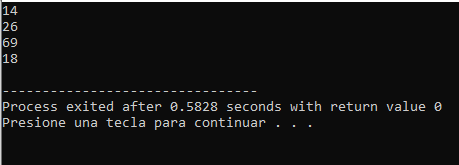 14
26
69
18
--------------------------------
Process exited after 0.5828 seconds with return value 0
Presione una tecla para continuar . . .